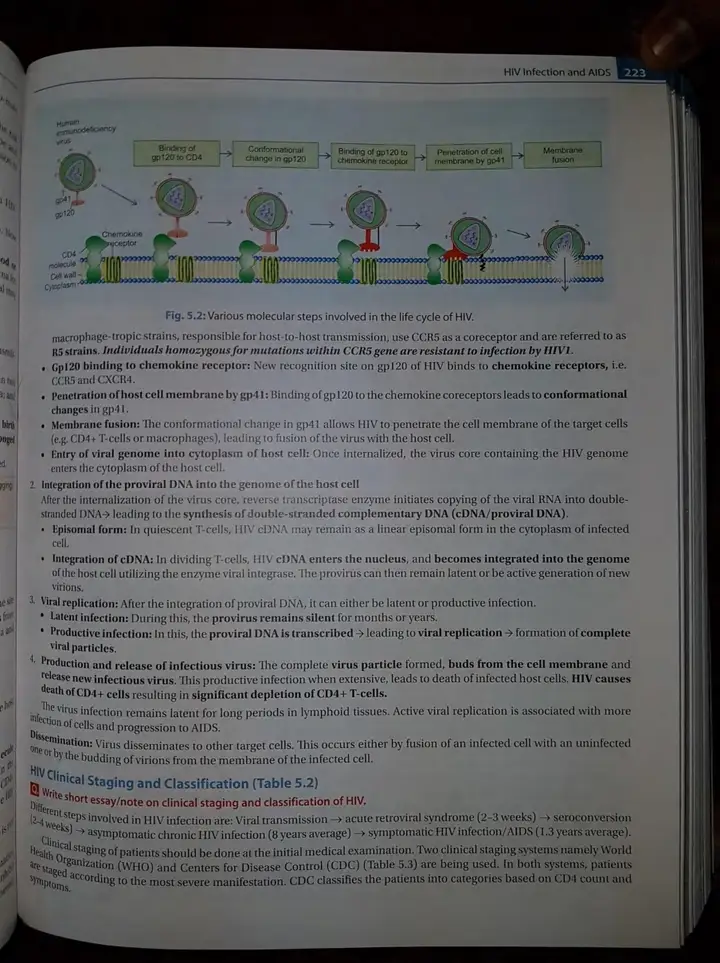 HIV Infection and AIDS 223
Human
immunodeficiency
virus
gp41
gp120
Binding of
gp120 to CD4
Conformational
change in gp120
Binding of gp120 to
chemokine receptor
Penetration of cell
membrane by gp41
Membrane
fusion
Chemokine
receptor
CD4
molecule
Cell wall
Cytoplasm
Fig. 5.2: Various molecular steps involved in the life cycle of HIV.
macrophage-tropic strains, responsible for host-to-host transmission, use CCR5 as a coreceptor and are referred to as
R5 strains. Individuals homozygous for mutations within CCR5 gene are resistant to infection by HIV1.
• Gp120 binding to chemokine receptor: New recognition site on gp120 of HIV binds to chemokine receptors, i.e.
CCR5 and CXCR4.
• Penetration of host cell membrane by gp41: Binding of gp120 to the chemokine coreceptors leads to conformational
changes in gp41.
• Membrane fusion: The conformational change in gp41 allows HIV to penetrate the cell membrane of the target cells
(e.g. CD4+ T-cells or macrophages), leading to fusion of the virus with the host cell.
• Entry of viral genome into cytoplasm of host cell: Once internalized, the virus core containing the HIV genome
enters the cytoplasm of the host cell.
2. Integration of the proviral DNA into the genome of the host cell
After the internalization of the virus core, reverse transcriptase enzyme initiates copying of the viral RNA into double-
stranded DNA→ leading to the synthesis of double-stranded complementary DNA (cDNA/proviral DNA).
• Episomal form: In quiescent T-cells, HIV cDNA may remain as a linear episomal form in the cytoplasm of infected
cell.
• Integration of cDNA: In dividing T-cells, HIV cDNA enters the nucleus, and becomes integrated into the genome
of the host cell utilizing the enzyme viral integrase. The provirus can then remain latent or be active generation of new
virions.
3. Viral replication: After the integration of proviral DNA, it can either be latent or productive infection.
• Latent infection: During this, the provirus remains silent for months or years.
• Productive infection: In this, the proviral DNA is transcribed → leading to viral replication → formation of complete
viral particles.
4. Production and release of infectious virus: The complete virus particle formed, buds from the cell membrane and
release new infectious virus. This productive infection when extensive, leads to death of infected host cells. HIV causes
death of CD4+ cells resulting in significant depletion of CD4+ T-cells.
The virus infection remains latent for long periods in lymphoid tissues. Active viral replication is associated with more
infection of cells and progression to AIDS.
Dissemination: Virus disseminates to other target cells. This occurs either by fusion of an infected cell with an uninfected
one or by the budding of virions from the membrane of the infected cell.
HIV Clinical Staging and Classification (Table 5.2)
Q Write short essay/note on clinical staging and classification of HIV.
Different steps involved in HIV infection are: Viral transmission → acute retroviral syndrome (2–3 weeks) → seroconversion
(2-4 weeks) → asymptomatic chronic HIV infection (8 years average) → symptomatic HIV infection/AIDS (1.3 years average).
Clinical staging of patients should be done at the initial medical examination. Two clinical staging systems namely World
Health Organization (WHO) and Centers for Disease Control (CDC) (Table 5.3) are being used. In both systems, patients
are staged according to the most severe manifestation. CDC classifies the patients into categories based on CD4 count and
symptoms.